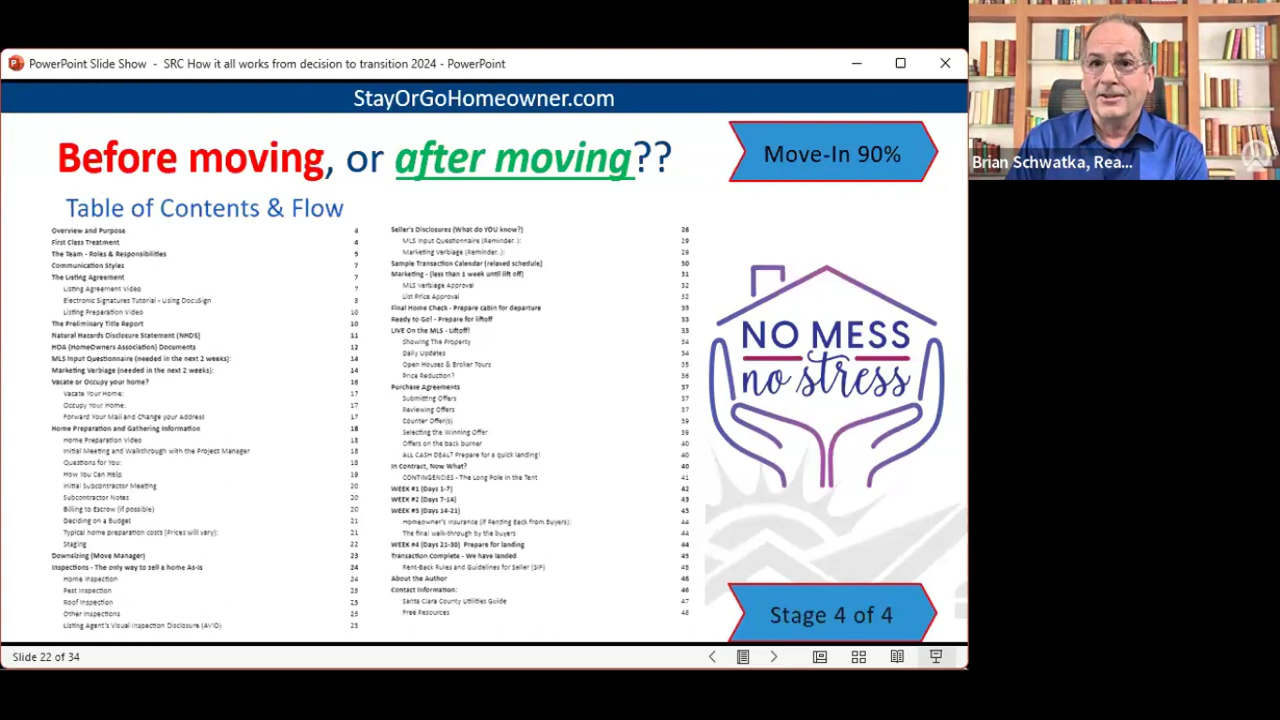 PowerPoint Slide Show - SRC How it all works from decision to transition 2024 - PowerPoint
StayOrGoHomeowner.com
Before moving, or after moving??
Move-In 90%
Brian Schwatka, Rea...
Table of Contents & Flow
Overview and Purpose 4
First Class Treatment 4
The Team - Roles & Responsibilities 5
Communication Styles 7
The Listing Agreement 7
Listing Agreement Video 7
Electronic Signatures Tutorial - Using DocuSign 8
Listing Preparation Video 10
The Preliminary Title Report 10
Natural Hazards Disclosure Statement (NHDS) 11
HOA (HomeOwners Association) Documents 12
MLS Input Questionnaire (needed in the next 2 weeks): 14
Marketing Verbiage (needed in the next 2 weeks): 14
Vacate or Occupy your home? 16
Vacate Your Home: 17
Occupy Your Home: 17
Forward Your Mail and Change your Address 17
Home Preparation and Gathering Information 18
Home Preparation Video 18
Initial Meeting and Walkthrough with the Project Manager 18
Questions for You: 18
How You Can Help 19
Initial Subcontractor Meeting 20
Subcontractor Notes 20
Billing to Escrow (if possible) 20
Deciding on a Budget 21
Typical home preparation costs (Prices will vary): 21
Staging 22
Downsizing (Move Manager) 23
Inspections - The only way to sell a home As-Is 24
Home Inspection 24
Pest Inspection 25
Roof Inspection 25
Other Inspections 25
Listing Agent's Visual Inspection Disclosure (AVID) 25
Seller's Disclosures (What do YOU know?) 26
MLS Input Questionnaire (Reminder..): 29
Marketing Verbiage (Reminder..): 29
Sample Transaction Calendar (relaxed schedule) 30
Marketing - (less than 1 week until lift off) 31
MLS Verbiage Approval 32
List Price Approval 32
Final Home Check - Prepare cabin for departure 33
Ready to Go! - Prepare for liftoff 33
LIVE On the MLS - Liftoff! 33
Showing The Property 34
Daily Updates 34
Open Houses & Broker Tours 35
Price Reduction? 36
Purchase Agreements 37
Submitting Offers 37
Reviewing Offers 37
Counter Offer(s) 39
Selecting the Winning Offer 39
Offers on the back burner 40
ALL CASH DEAL? Prepare for a quick landing! 40
In Contract, Now What? 40
CONTINGENCIES - The Long Pole in the Tent 41
WEEK #1 (Days 1-7) 42
WEEK #2 (Days 7-14) 43
WEEK #3 (Days 14-21) 43
Homeowner's Insurance (if Renting Back from Buyers): 44
The final walk-through by the buyers 44
WEEK #4 (Days 21-30) Prepare for landing 44
Transaction Complete - We have landed 45
Rent-Back Rules and Guidelines for Seller (SIP) 45
About the Author 46
Contact Information: 46
Santa Clara County Utilities Guide 47
Free Resources 48
NO MESS
no stress
Stage 4 of 4
Slide 22 of 34